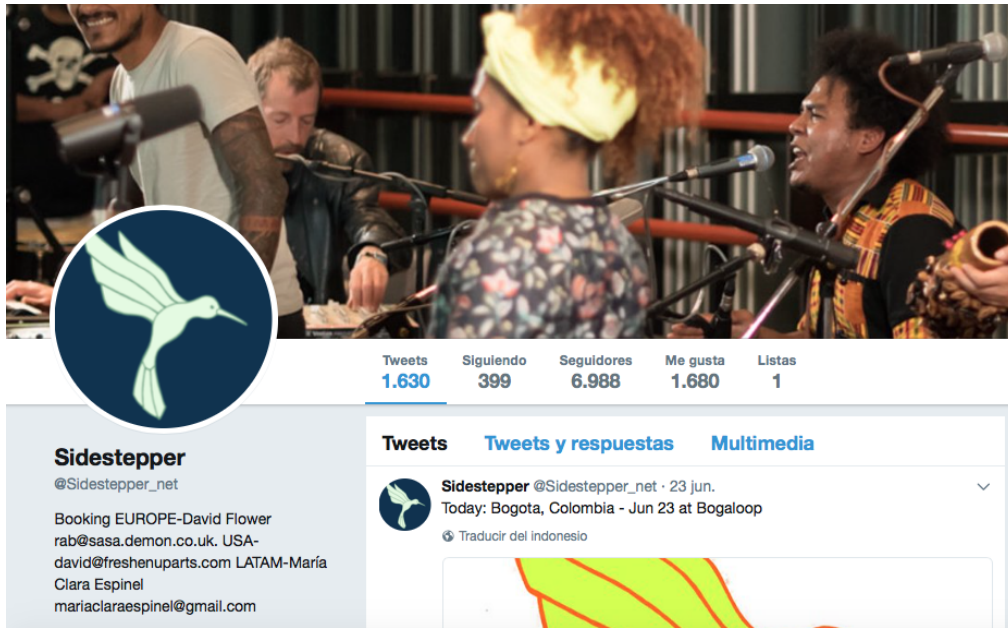 Tweets
1.630
Siguiendo
399
Seguidores
6.988
Me gusta
1.680
Listas
1
Sidestepper
@Sidestepper_net
Booking EUROPE-David Flower
rab@sasa.demon.co.uk. USA-
david@freshenuparts.com LATAM-María
Clara Espinel
mariaclaraespinel@gmail.com
Tweets Tweets y respuestas Multimedia
Sidestepper @Sidestepper_net · 23 jun.
Today: Bogota, Colombia - Jun 23 at Bogaloop
Traducir del indonesio